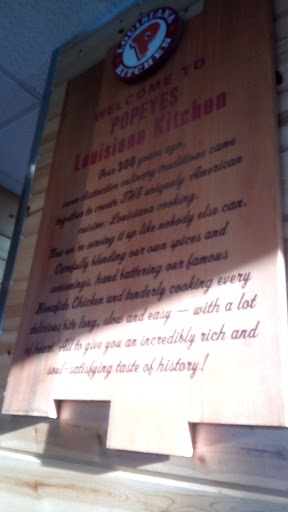 LOUISIANA
KITCHEN
WELCOME TO
POPEYES
Louisiana Kitchen
Over 300 years ago,
seven distinctive culinary traditions came
together to create THE uniquely American
cuisine: Louisiana cooking.
Now we're serving it up like nobody else can.
Carefully blending our own spices and
seasonings, hand battering our famous
Bonafide Chicken and tenderly cooking every
delicious bite long, slow and easy — with a lot
of heart. All to give you an incredibly rich and
soul-satisfying taste of history!